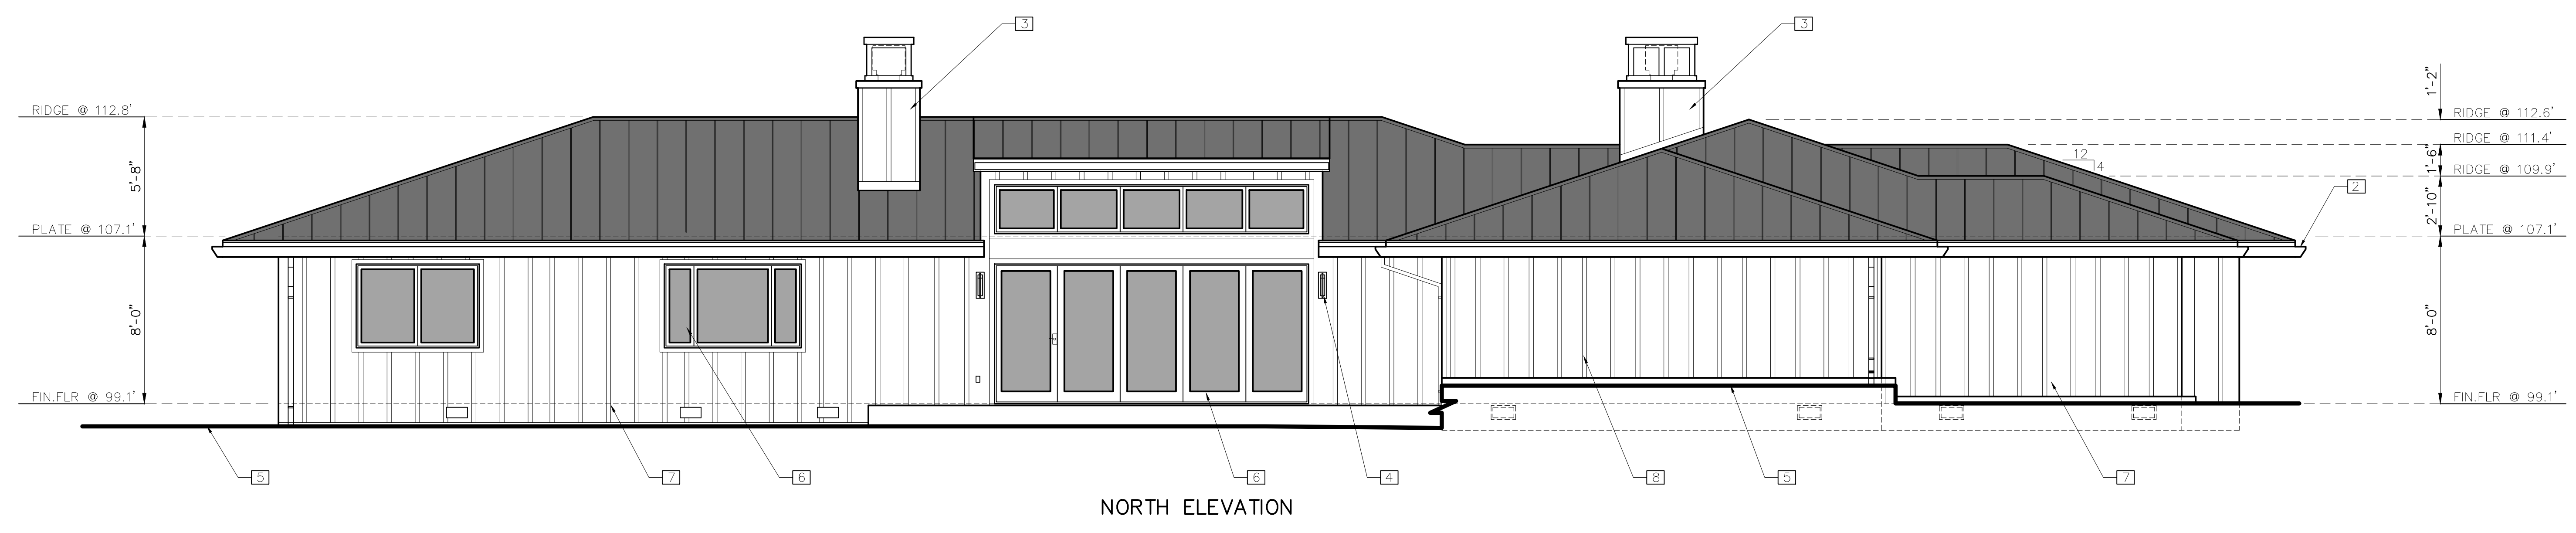 3
3
RIDGE @ 112.8'
5'-8"
PLATE @ 107.1'
8'-0"
FIN.FLR @ 99.1'
1'-2"
RIDGE @ 112.6'
RIDGE @ 111.4'
1'-6"
RIDGE @ 109.9'
2'-10"
PLATE @ 107.1'
8'-0"
FIN.FLR @ 99.1'
12
4
2
5
7
6
6
4
8
5
7
NORTH ELEVATION